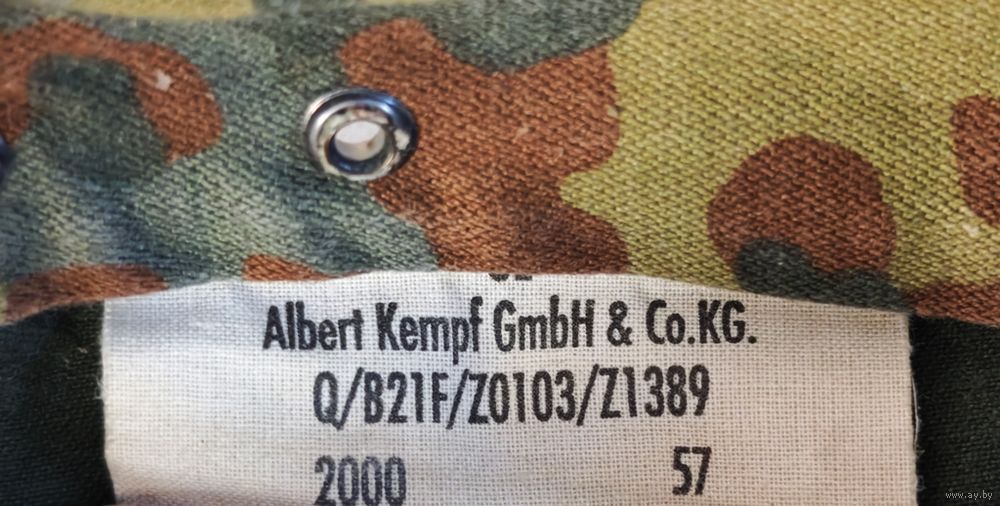 Albert Kempf GmbH & Co.KG.
Q/B21F/Z0103/Z1389
2000 57
www.ay.by